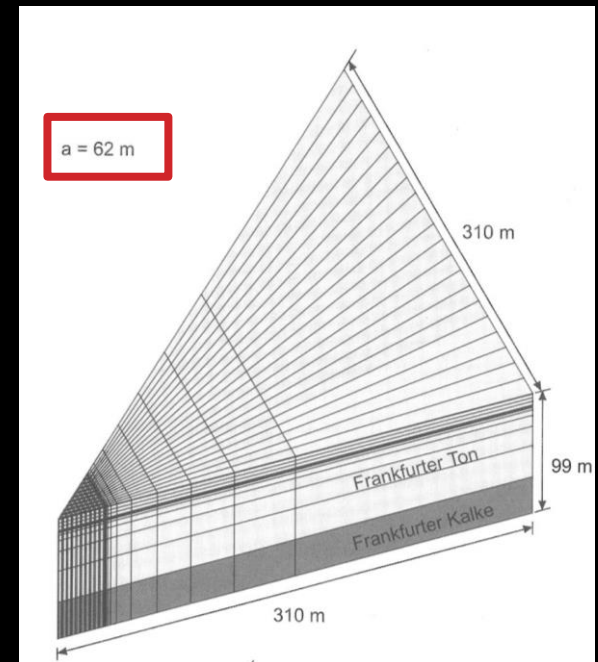 a = 62 m
310 m
99 m
Frankfurter Ton
Frankfurter Kalke
310 m